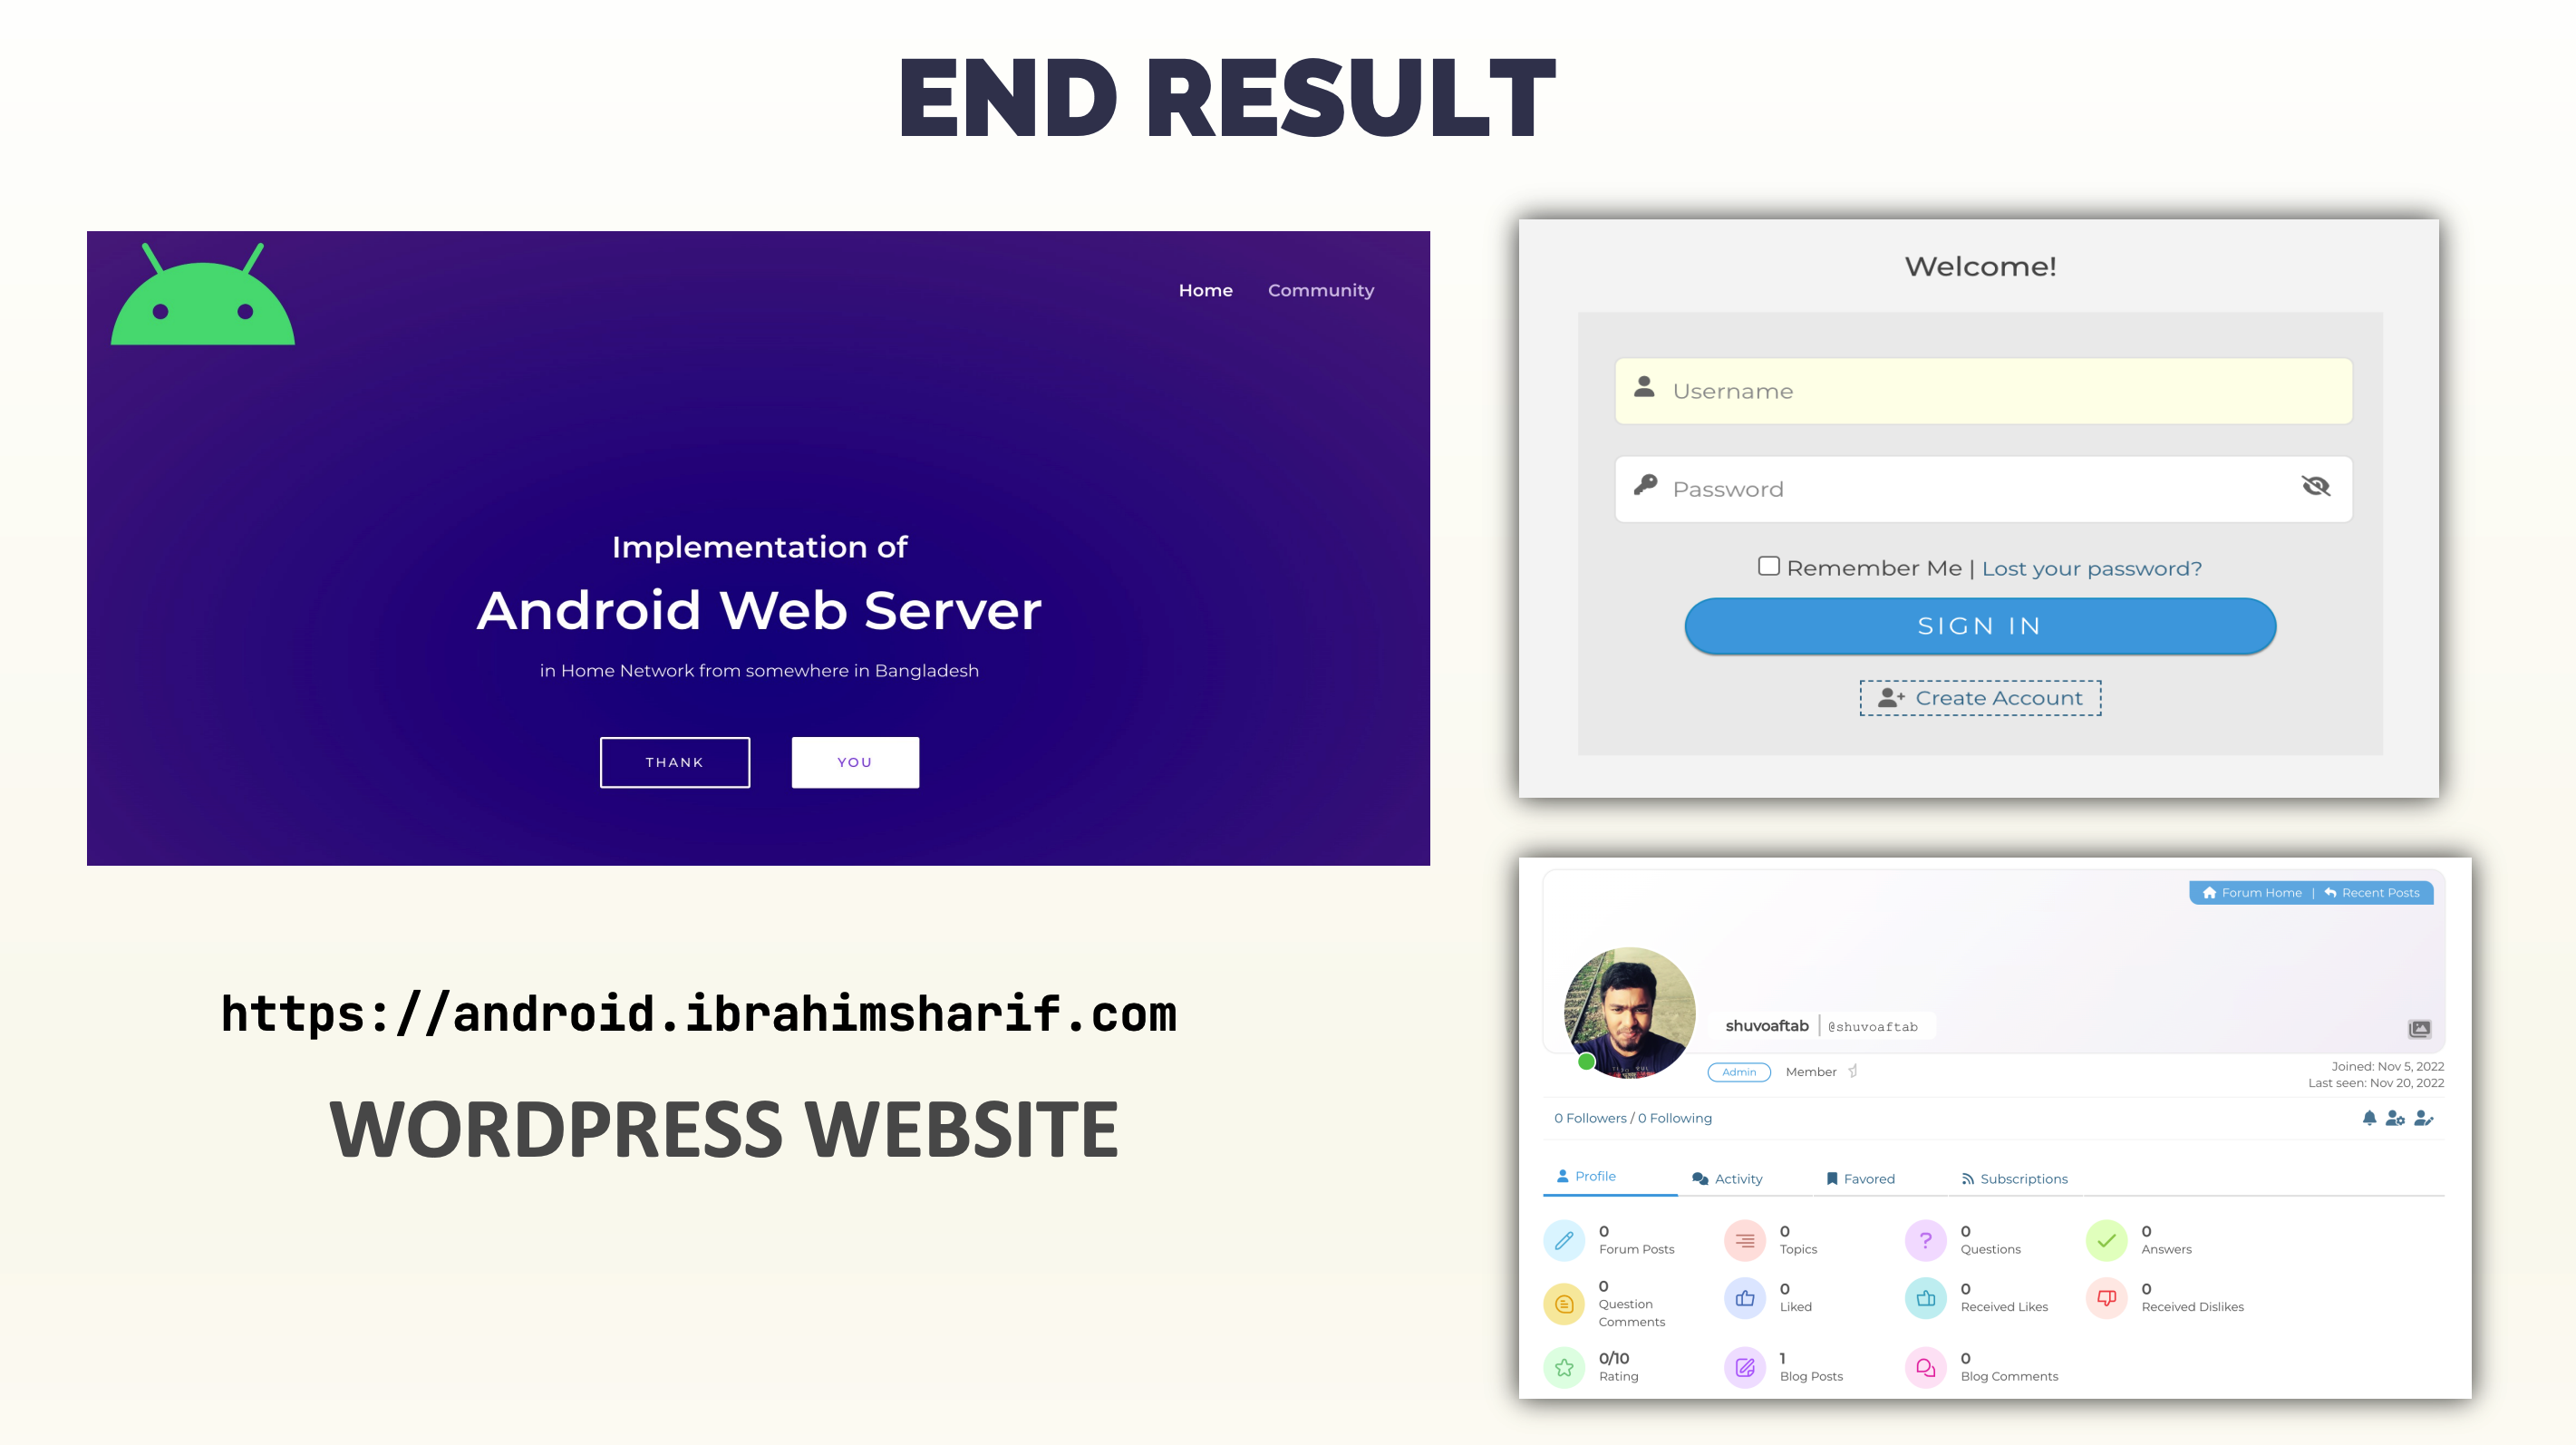 END RESULT
Home Community
Implementation of
Android Web Server
in Home Network from somewhere in Bangladesh
THANK YOU
https://android.ibrahimsharif.com
WORDPRESS WEBSITE
Welcome!
Username
Password
Remember Me | Lost your password?
SIGN IN
Create Account
Forum Home | Recent Posts
shuvoaftab | @shuvoaftab
Admin Member
Joined: Nov 5, 2022
Last seen: Nov 20, 2022
0 Followers / 0 Following
Profile Activity Favored Subscriptions
0 0 0 0
Forum Posts Topics Questions Answers
0 0 0 0
Question Liked Received Likes Received Dislikes
Comments
0/10 1 0
Rating Blog Posts Blog Comments